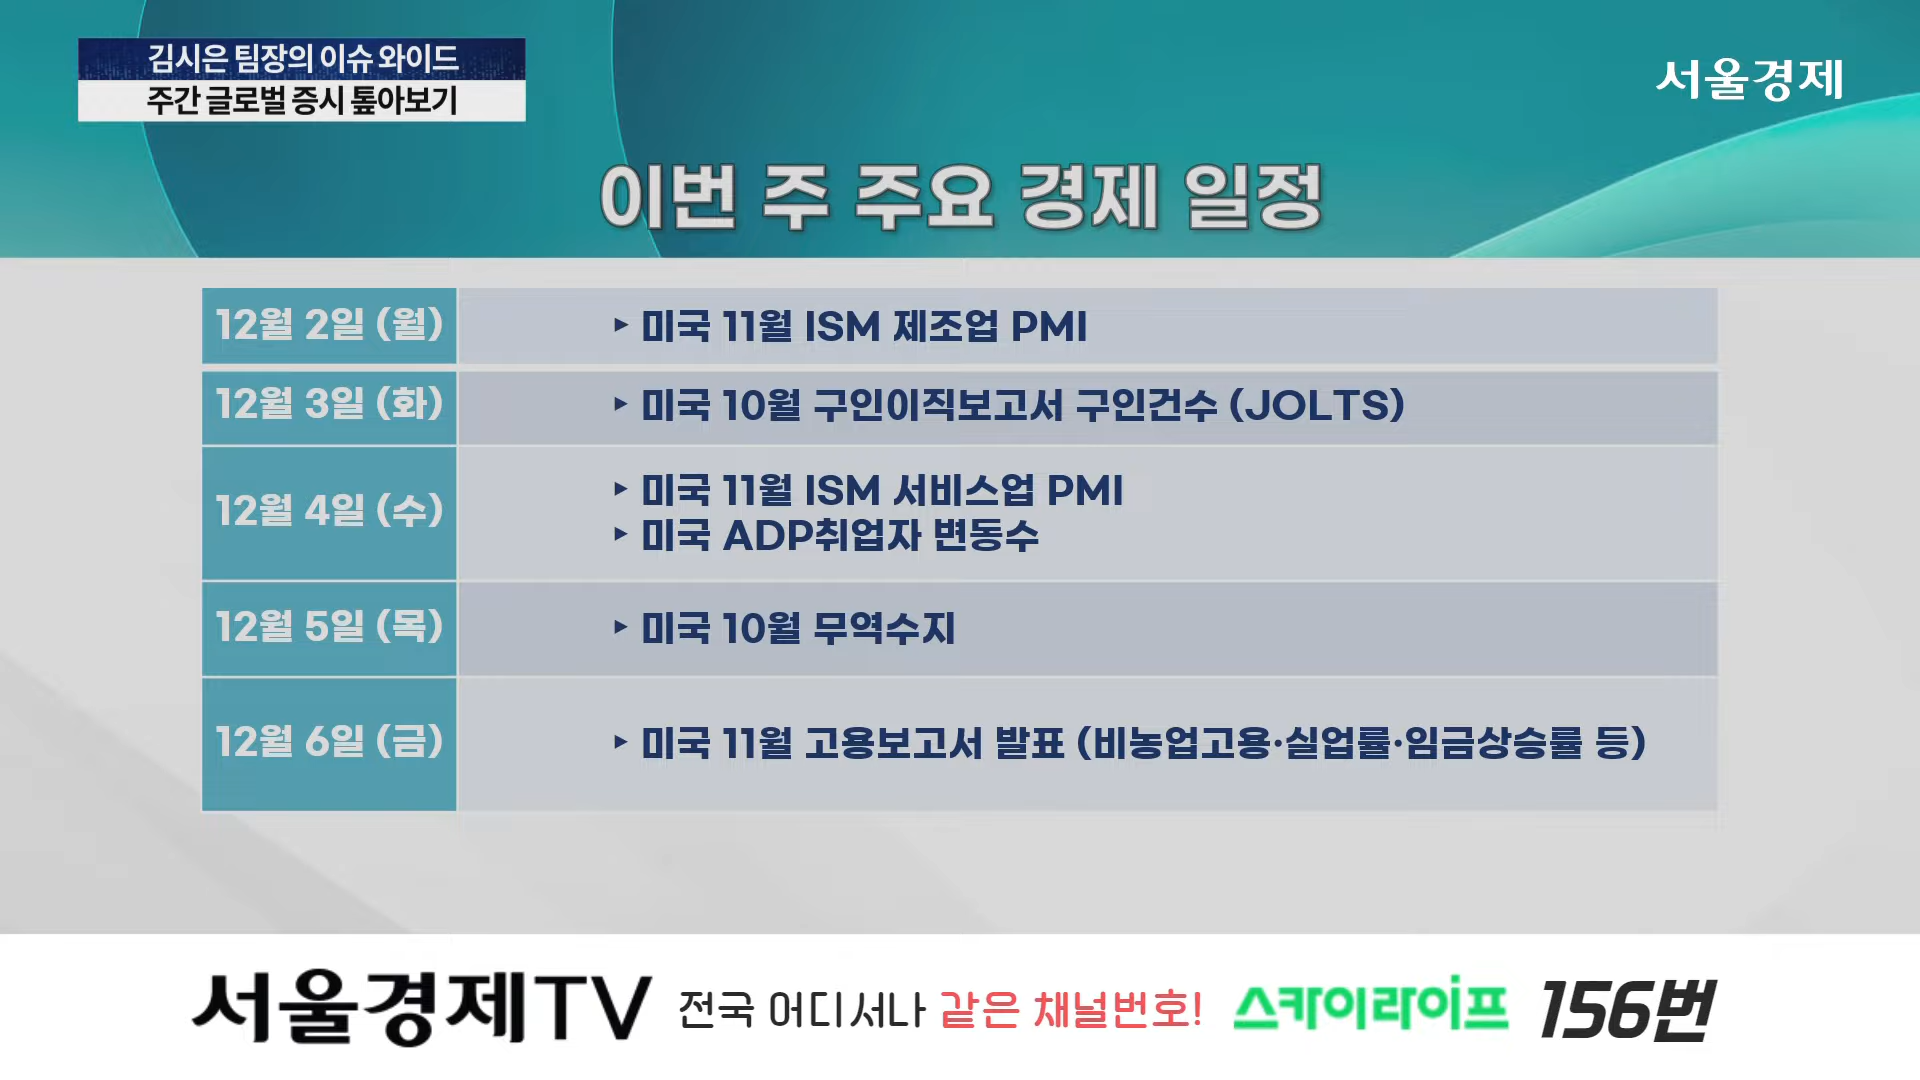 김시은 팀장의 이슈 와이드
주간 글로벌 증시 톺아보기
서울경제
이번 주 주요 경제 일정
12월 2일 (월)
▸ 미국 11월 ISM 제조업 PMI
12월 3일 (화)
▸ 미국 10월 구인이직보고서 구인건수 (JOLTS)
12월 4일 (수)
▸ 미국 11월 ISM 서비스업 PMI
▸ 미국 ADP취업자 변동수
12월 5일 (목)
▸ 미국 10월 무역수지
12월 6일 (금)
▸ 미국 11월 고용보고서 발표 (비농업고용·실업률·임금상승률 등)
서울경제TV 전국 어디서나 같은 채널번호! 스카이라이프 156번